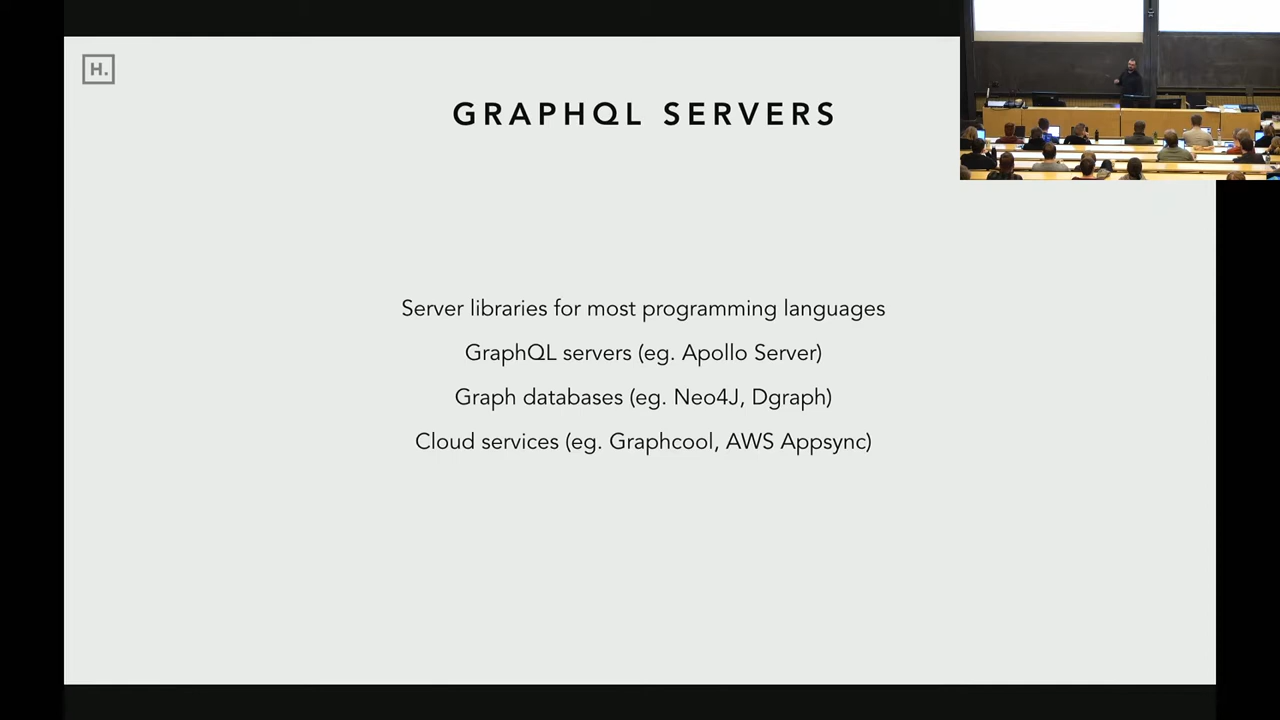 H.
GRAPHQL SERVERS
Server libraries for most programming languages
GraphQL servers (eg. Apollo Server)
Graph databases (eg. Neo4J, Dgraph)
Cloud services (eg. Graphcool, AWS Appsync)